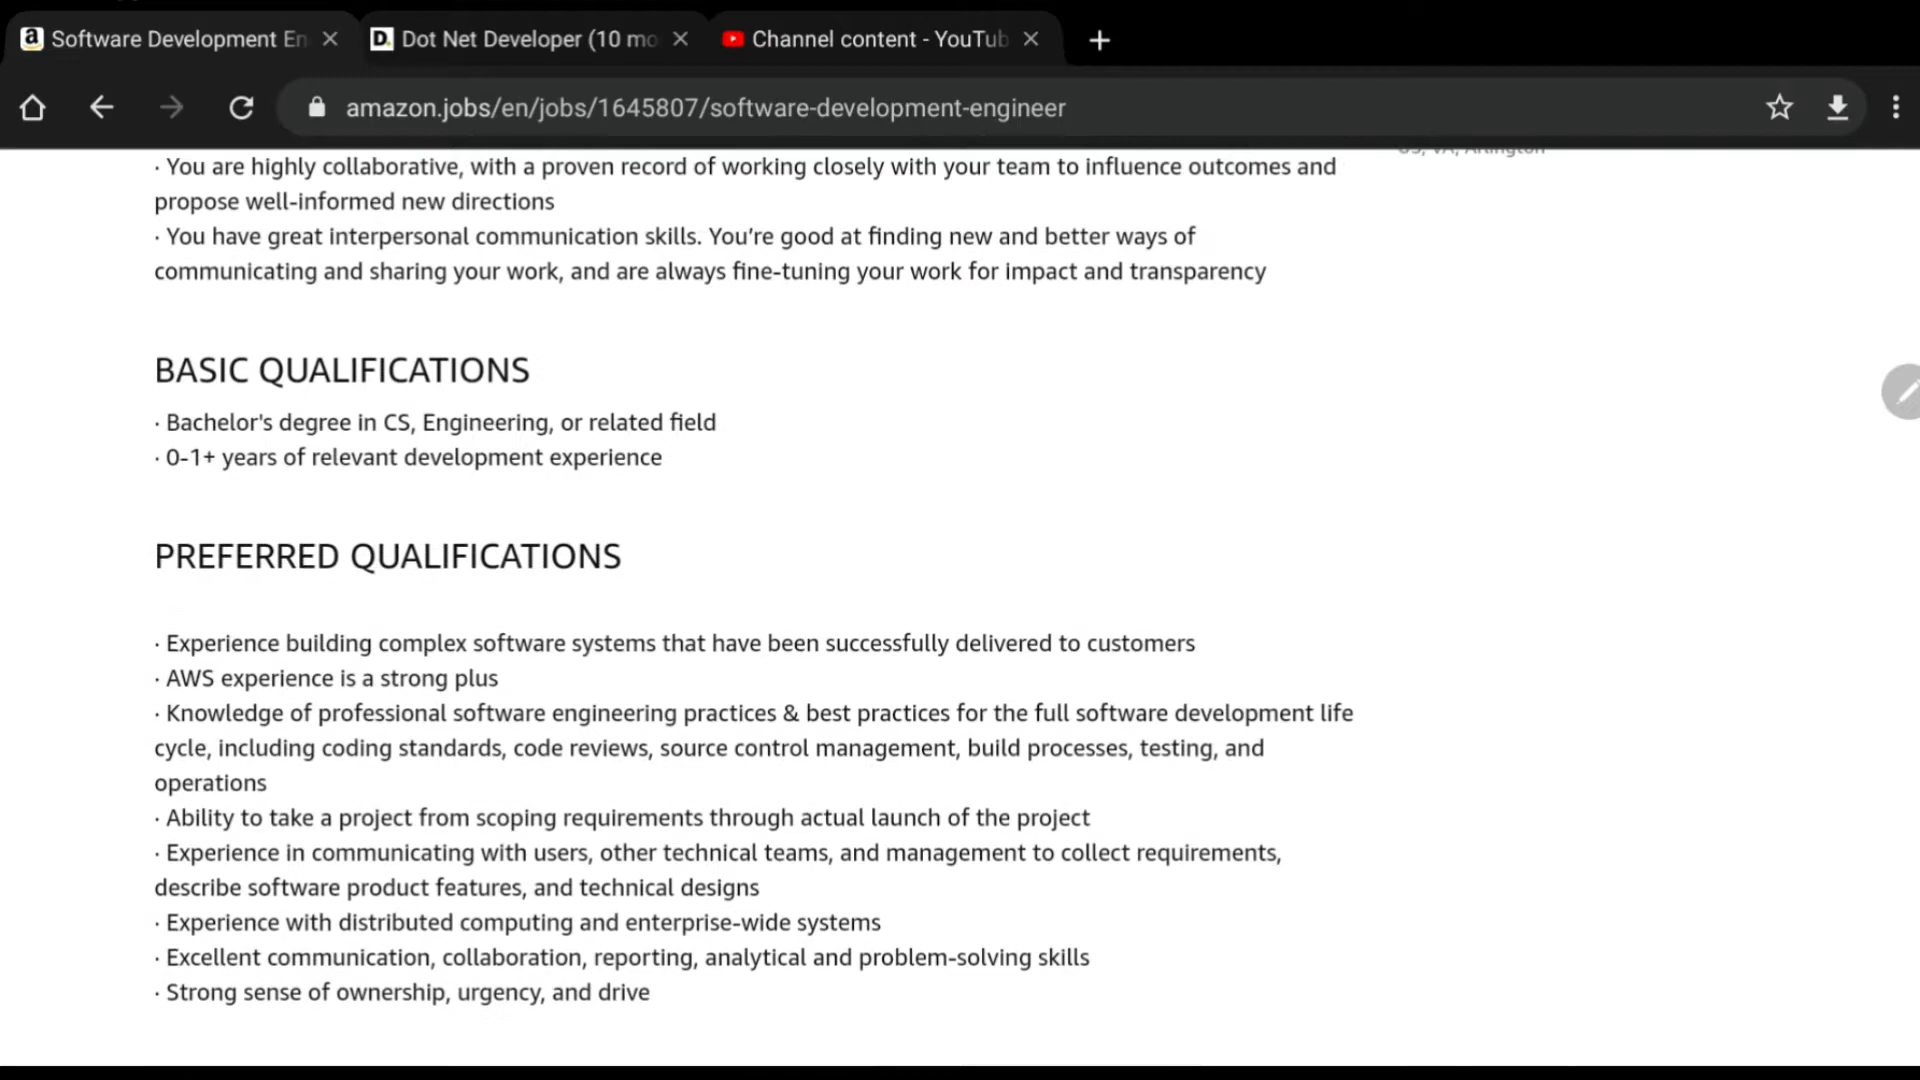 Software Development En
Dot Net Developer (10 mo
Channel content - YouTub
amazon.jobs/en/jobs/1645807/software-development-engineer
US, VA, Arlington
· You are highly collaborative, with a proven record of working closely with your team to influence outcomes and
propose well-informed new directions
· You have great interpersonal communication skills. You’re good at finding new and better ways of
communicating and sharing your work, and are always fine-tuning your work for impact and transparency
BASIC QUALIFICATIONS
· Bachelor's degree in CS, Engineering, or related field
· 0-1+ years of relevant development experience
PREFERRED QUALIFICATIONS
· Experience building complex software systems that have been successfully delivered to customers
· AWS experience is a strong plus
· Knowledge of professional software engineering practices & best practices for the full software development life
cycle, including coding standards, code reviews, source control management, build processes, testing, and
operations
· Ability to take a project from scoping requirements through actual launch of the project
· Experience in communicating with users, other technical teams, and management to collect requirements,
describe software product features, and technical designs
· Experience with distributed computing and enterprise-wide systems
· Excellent communication, collaboration, reporting, analytical and problem-solving skills
· Strong sense of ownership, urgency, and drive